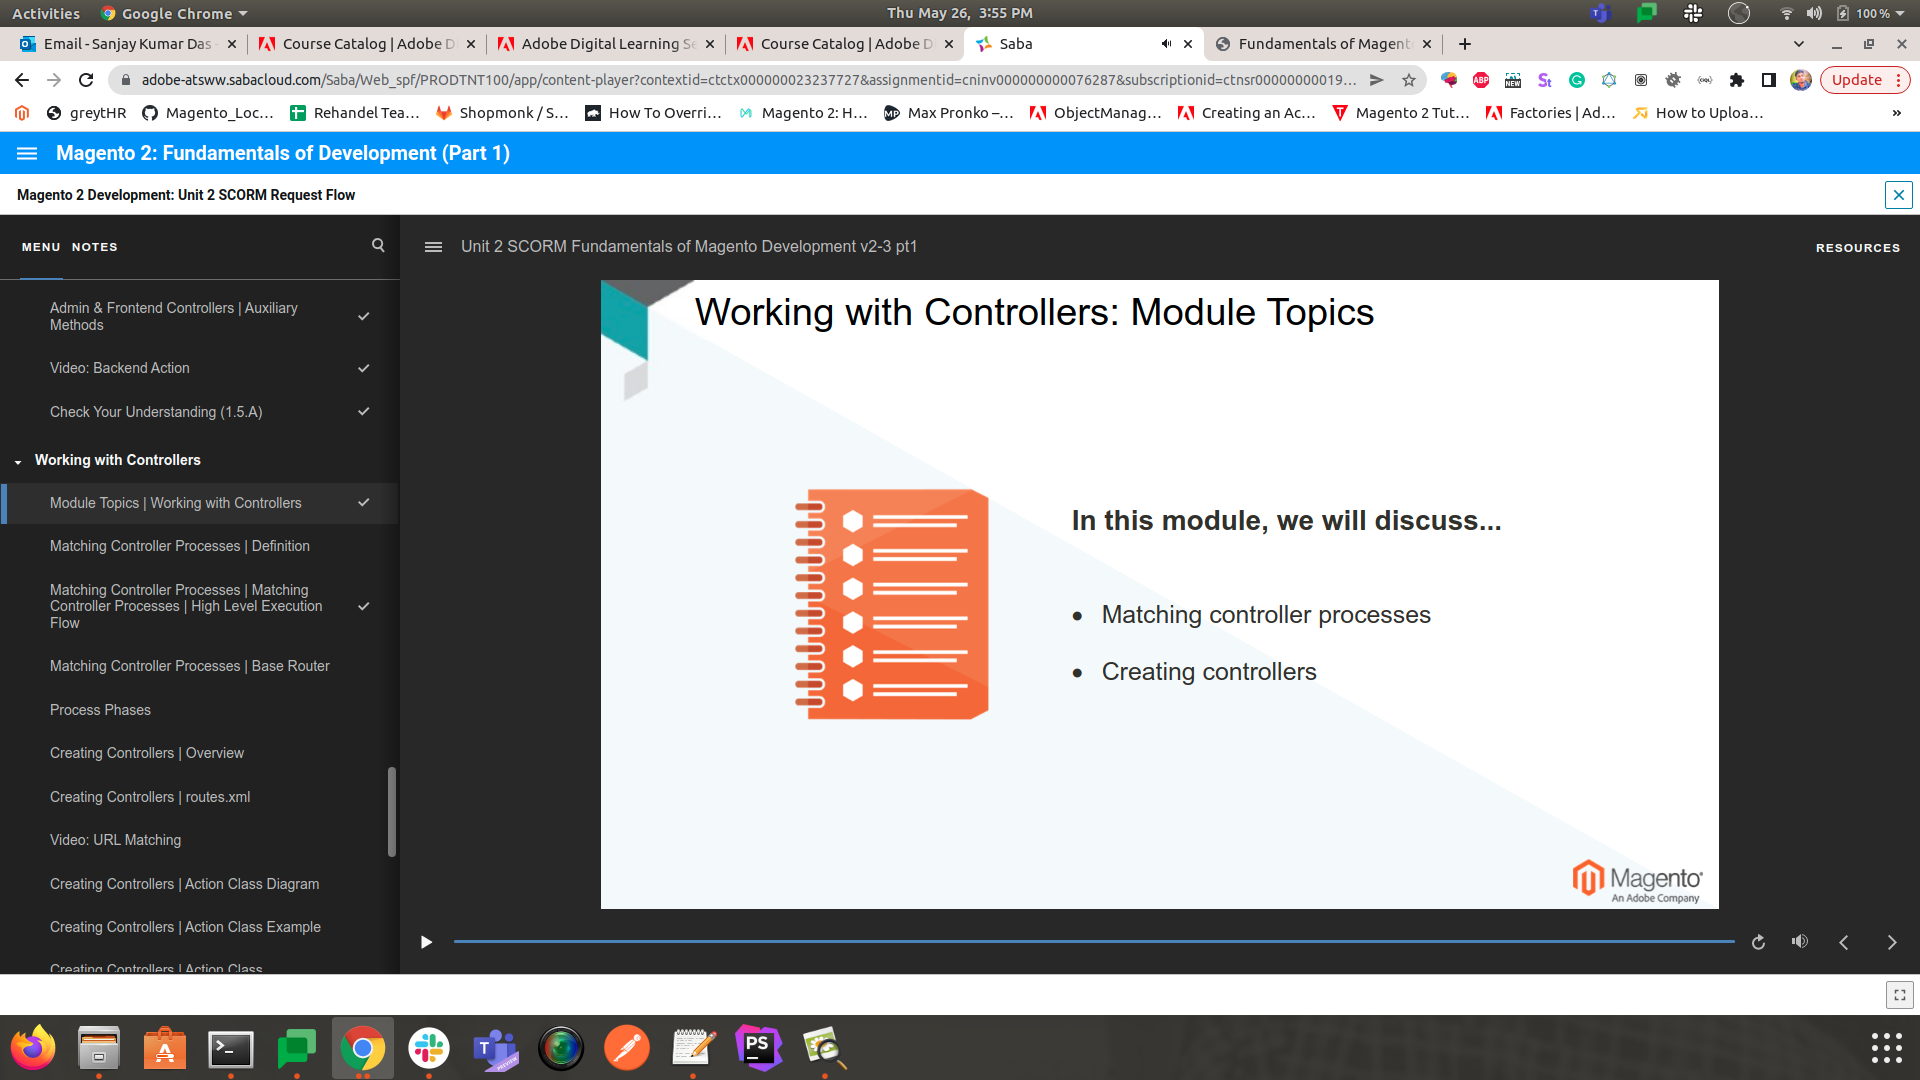 Activities
Google Chrome
Thu May 26, 3:55 PM
100 %
Email - Sanjay Kumar Das
Course Catalog | Adobe D
Adobe Digital Learning Se
Course Catalog | Adobe D
Saba
Fundamentals of Magent
adobe-atsww.sabacloud.com/Saba/Web_spf/PRODTNT100/app/content-player?contextid=ctctx000000023237727&assignmentid=cninv000000000076287&subscriptionid=ctnsr00000000019...
ABP
NEW
Update
greytHR
Magento_Loc...
Rehandel Tea...
Shopmonk / S...
How To Overri...
Magento 2: H...
Max Pronko –...
ObjectManag...
Creating an Ac...
Magento 2 Tut...
Factories | Ad...
How to Uploa...
Magento 2: Fundamentals of Development (Part 1)
Magento 2 Development: Unit 2 SCORM Request Flow
MENU
NOTES
Unit 2 SCORM Fundamentals of Magento Development v2-3 pt1
RESOURCES
Admin & Frontend Controllers | Auxiliary
Methods
Video: Backend Action
Check Your Understanding (1.5.A)
Working with Controllers
Module Topics | Working with Controllers
Matching Controller Processes | Definition
Matching Controller Processes | Matching
Controller Processes | High Level Execution
Flow
Matching Controller Processes | Base Router
Process Phases
Creating Controllers | Overview
Creating Controllers | routes.xml
Video: URL Matching
Creating Controllers | Action Class Diagram
Creating Controllers | Action Class Example
Creating Controllers | Action Class
Working with Controllers: Module Topics
In this module, we will discuss...
Matching controller processes
Creating controllers
Magento
An Adobe Company
PS